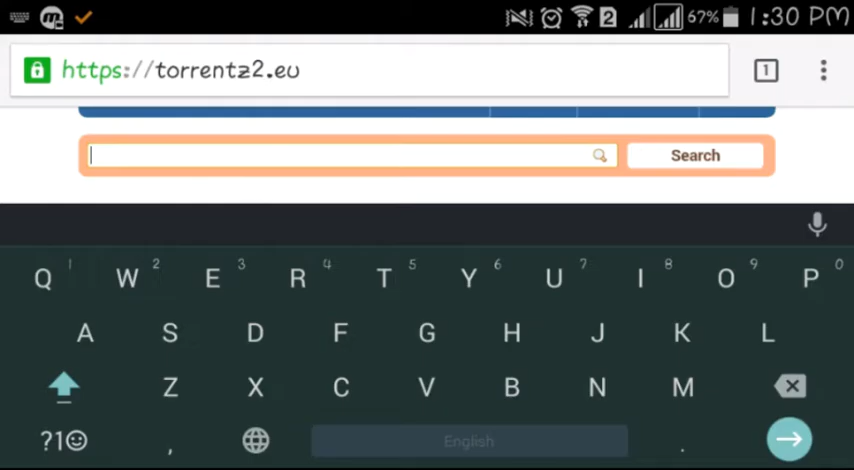 2 67% 1:30 PM
https://torrentz2.eu 1
Search
Q 1 W 2 E 3 R 4 T 5 Y 6 U 7 I 8 O 9 P 0
A S D F G H J K L
Z X C V B N M
?1☺ , English .